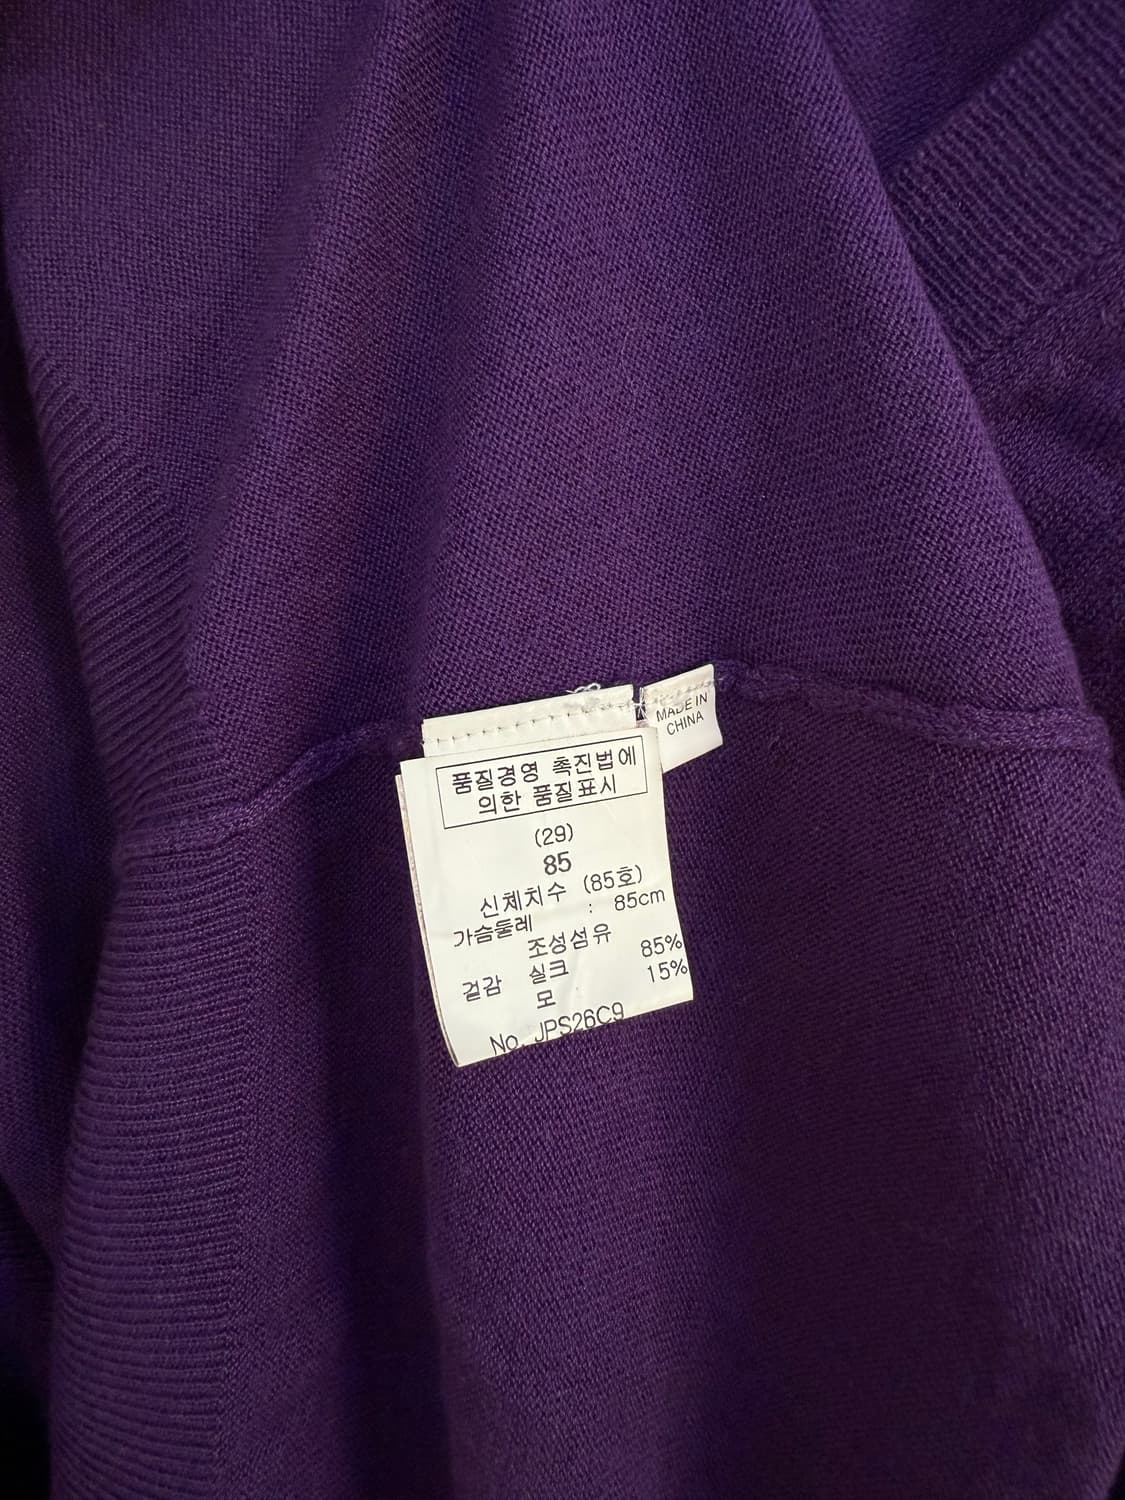 MADE IN
CHINA
품질경영 촉진법에
의한 품질표시
(29)
85
신체치수 (85호)
가슴둘레 : 85cm
조성섬유
겉감 실크 85%
모 15%
No. JPS26C9